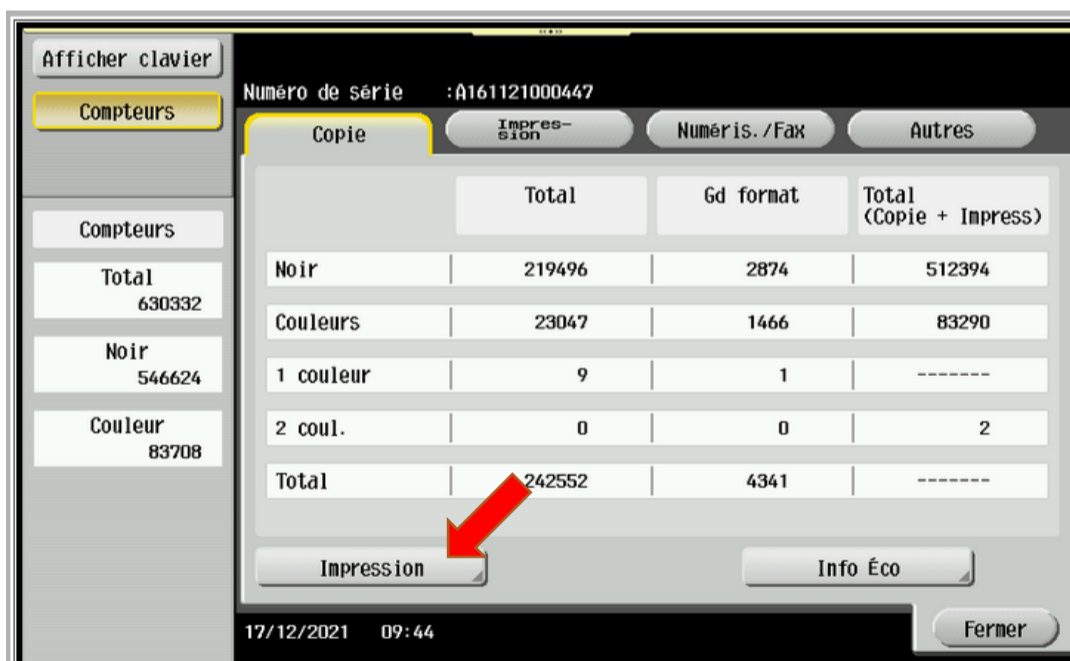 Afficher clavier
Compteurs
Numéro de série :A161121000447
Copie
Impres-
sion
Numéris./Fax
Autres
Compteurs
Total
630332
Noir
546624
Couleur
83708
Total Gd format Total
(Copie + Impress)
Noir 219496 2874 512394
Couleurs 23047 1466 83290
1 couleur 9 1 -------
2 coul. 0 0 2
Total 242552 4341 -------
Impression
Info Éco
17/12/2021 09:44
Fermer